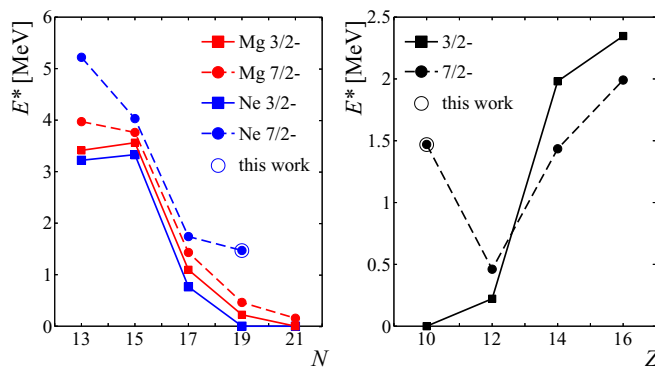 E* [MeV]
6
5
4
3
2
1
0
13 15 17 19 21
N
Mg 3/2-
Mg 7/2-
Ne 3/2-
Ne 7/2-
this work
E* [MeV]
2.5
2
1.5
1
0.5
0
10 12 14 16
Z
3/2-
7/2-
this work